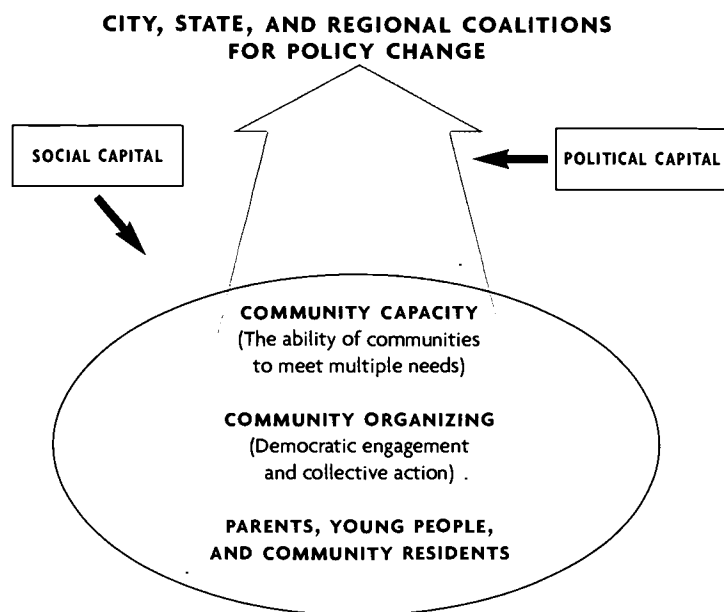 CITY, STATE, AND REGIONAL COALITIONS
FOR POLICY CHANGE
SOCIAL CAPITAL
POLITICAL CAPITAL
COMMUNITY CAPACITY
(The ability of communities
to meet multiple needs)
COMMUNITY ORGANIZING
(Democratic engagement
and collective action) .
PARENTS, YOUNG PEOPLE,
AND COMMUNITY RESIDENTS